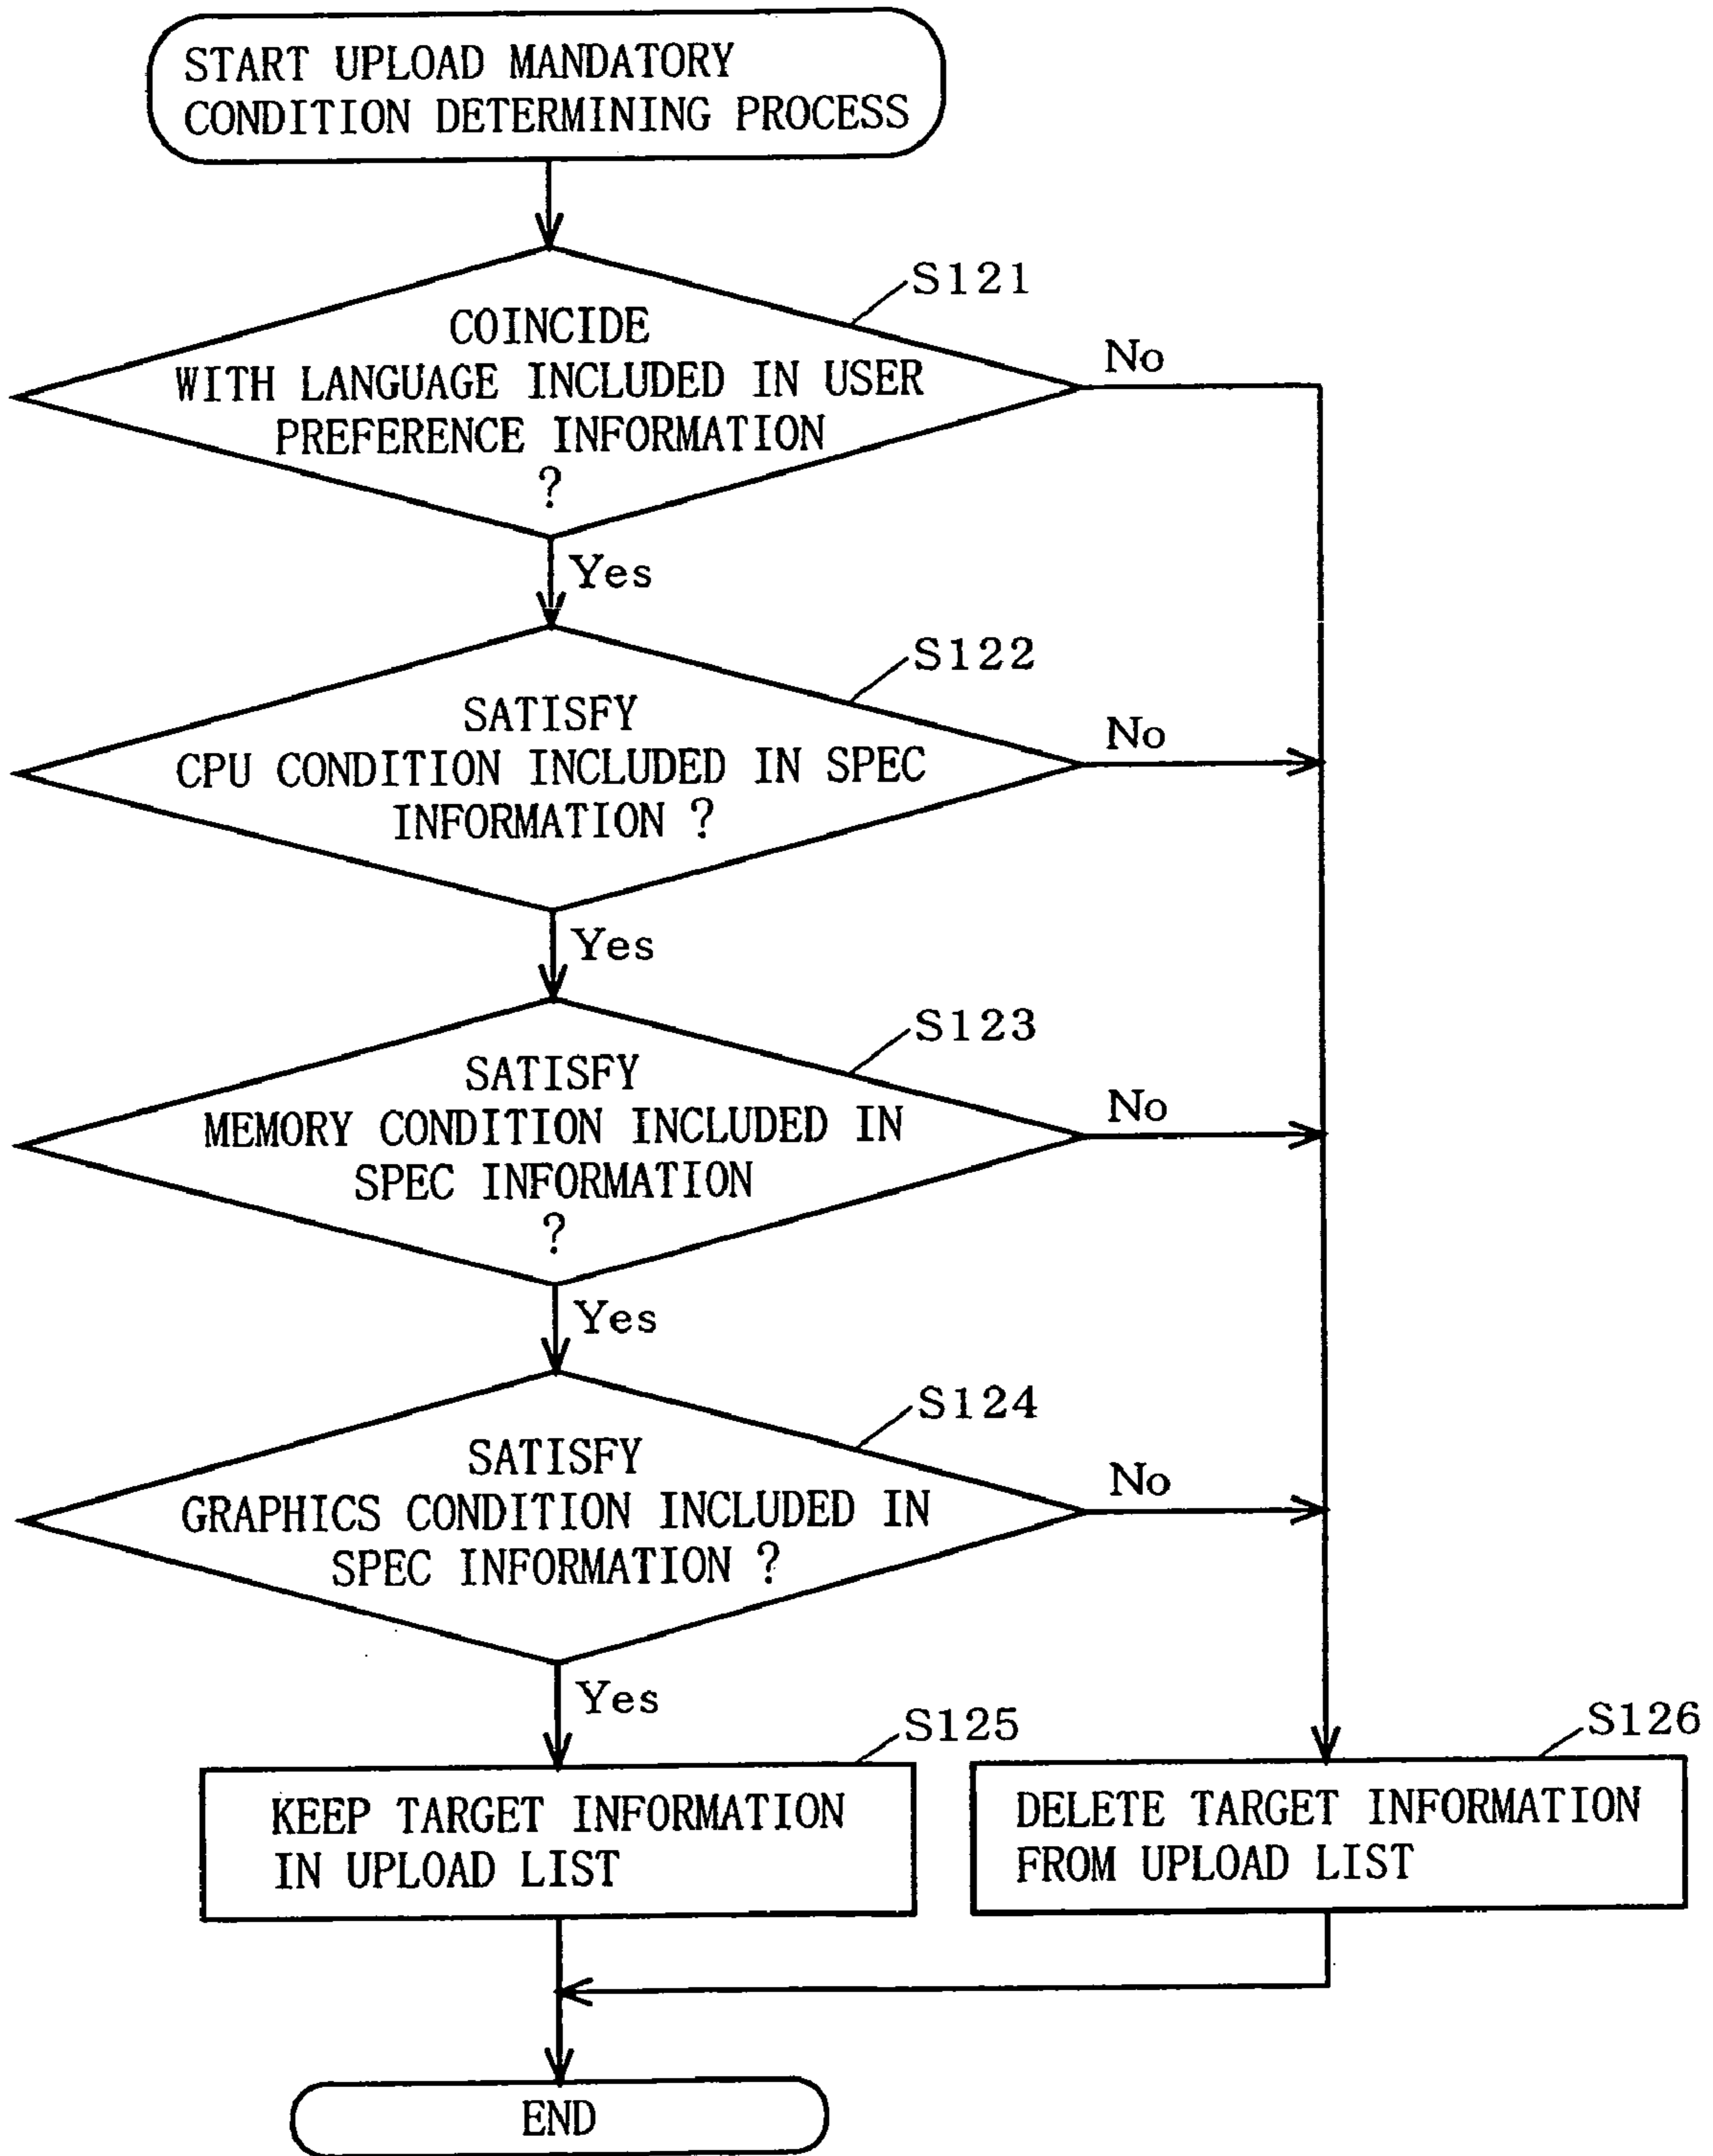 START UPLOAD MANDATORY
CONDITION DETERMINING PROCESS
S121
COINCIDE
WITH LANGUAGE INCLUDED IN USER
PREFERENCE INFORMATION
?
No
Yes
S122
SATISFY
CPU CONDITION INCLUDED IN SPEC
INFORMATION ?
No
Yes
S123
SATISFY
MEMORY CONDITION INCLUDED IN
SPEC INFORMATION
?
No
Yes
S124
SATISFY
GRAPHICS CONDITION INCLUDED IN
SPEC INFORMATION ?
No
Yes
S125
KEEP TARGET INFORMATION
IN UPLOAD LIST
S126
DELETE TARGET INFORMATION
FROM UPLOAD LIST
END